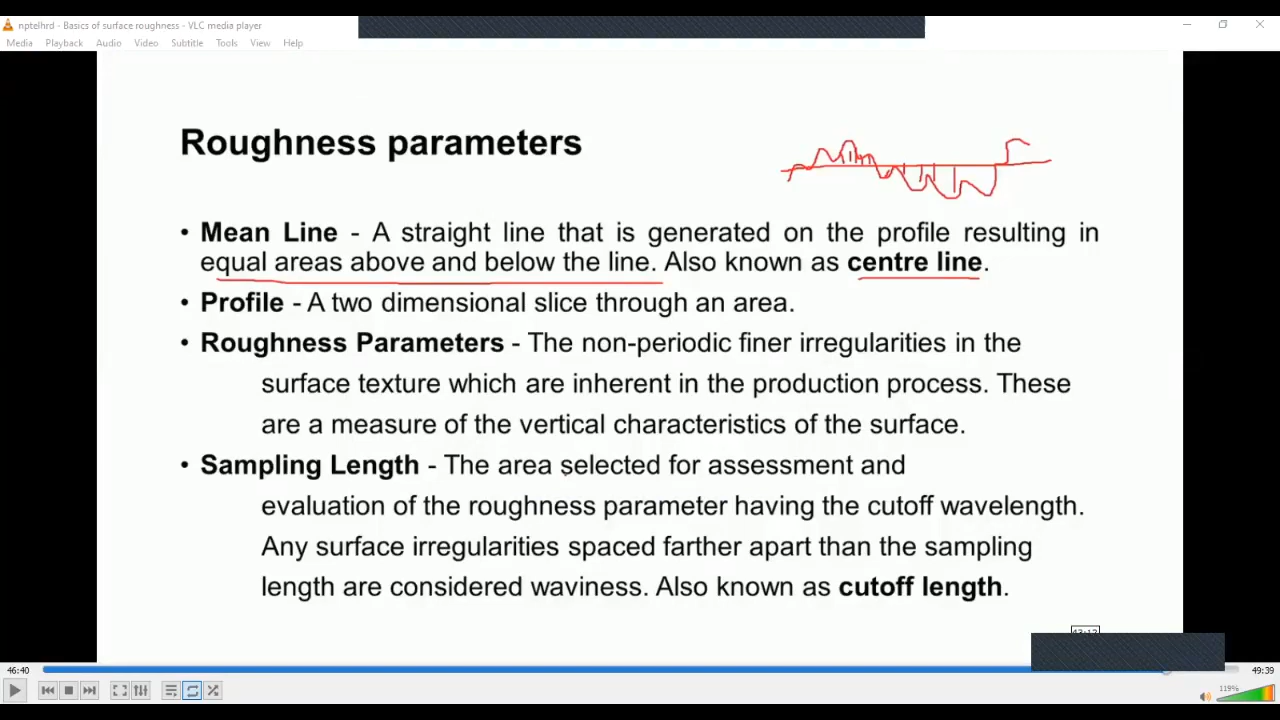 nptelhrd - Basics of surface roughness - VLC media player
Media Playback Audio Video Subtitle Tools View Help
Roughness parameters
• Mean Line - A straight line that is generated on the profile resulting in
equal areas above and below the line. Also known as centre line.
• Profile - A two dimensional slice through an area.
• Roughness Parameters - The non-periodic finer irregularities in the
surface texture which are inherent in the production process. These
are a measure of the vertical characteristics of the surface.
• Sampling Length - The area selected for assessment and
evaluation of the roughness parameter having the cutoff wavelength.
Any surface irregularities spaced farther apart than the sampling
length are considered waviness. Also known as cutoff length.
46:40
49:39
119%